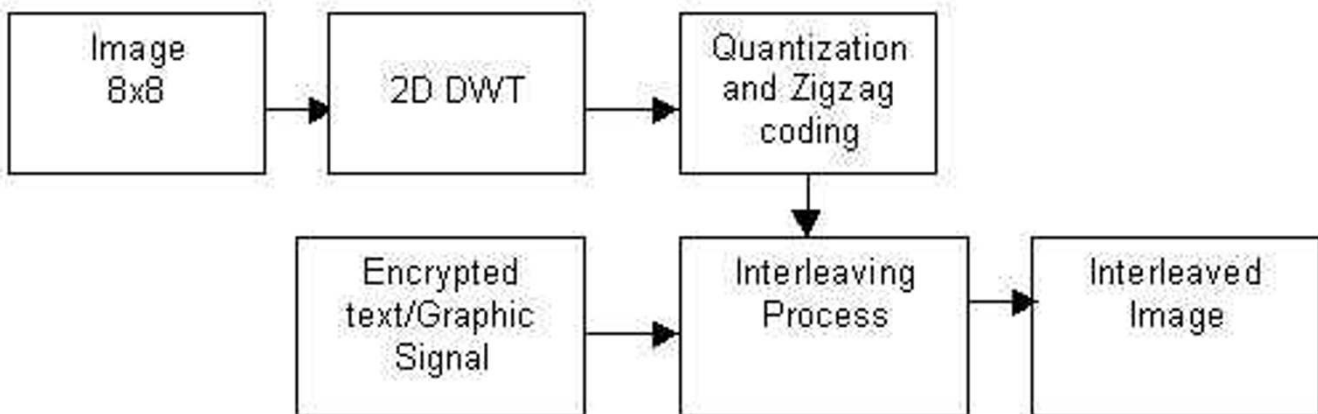 Image
8x8
2D DWT
Quantization
and Zigzag
coding
Encrypted
text/Graphic
Signal
Interleaving
Process
Interleaved
Image